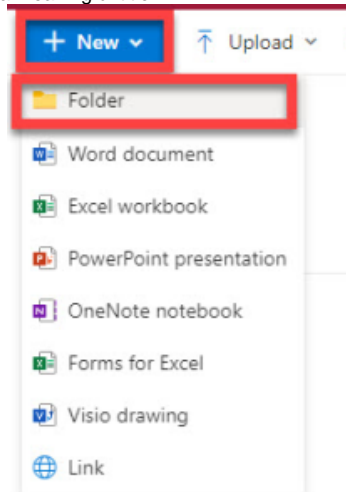 + New
Upload
Folder
Word document
Excel workbook
PowerPoint presentation
OneNote notebook
Forms for Excel
Visio drawing
Link